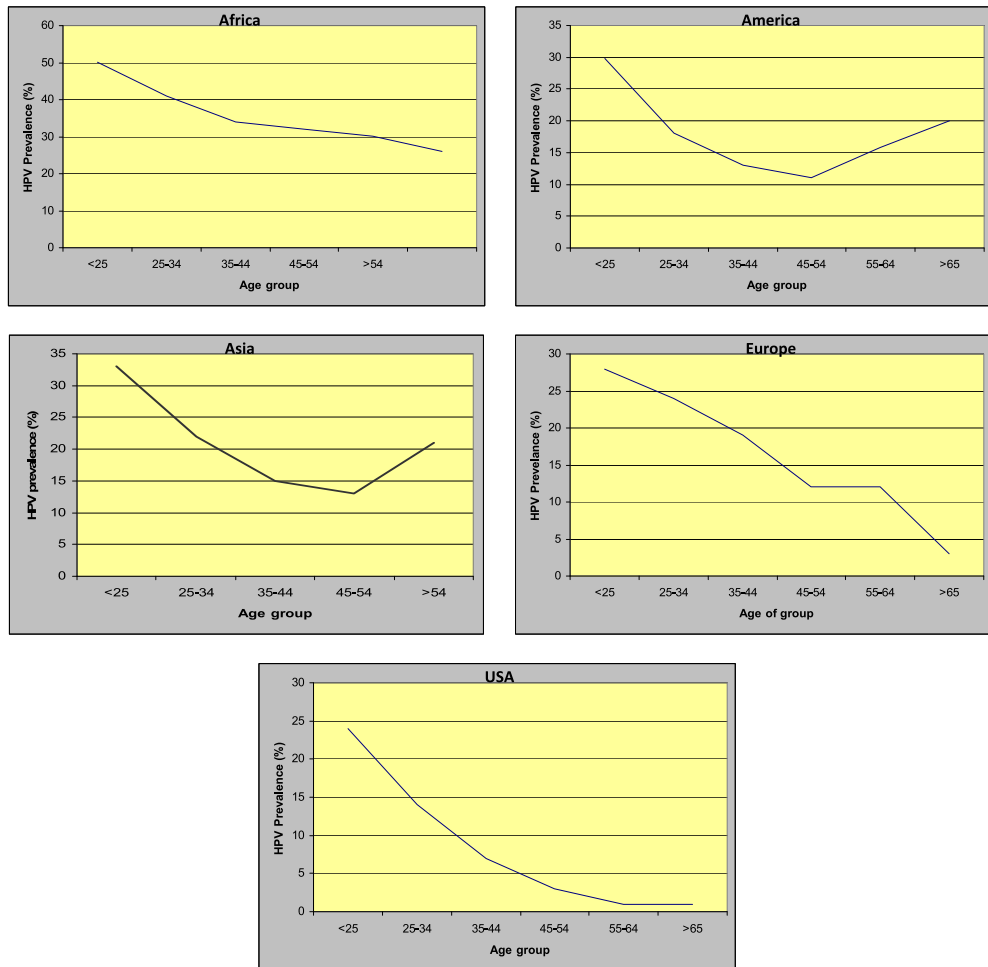 Africa
HPV Prevalence (%)
60
50
40
30
20
10
0
<25 25-34 35-44 45-54 >54
Age group
America
HPV Prevalence (%)
35
30
25
20
15
10
5
0
<25 25-34 35-44 45-54 55-64 >65
Age group
Asia
HPV prevalence (%)
35
30
25
20
15
10
5
0
<25 25-34 35-44 45-54 >54
Age group
Europe
HPV Prevelance (%)
30
25
20
15
10
5
0
<25 25-34 35-44 45-54 55-64 >65
Age of group
USA
HPV Prevalence (%)
30
25
20
15
10
5
0
<25 25-34 35-44 45-54 55-64 >65
Age group